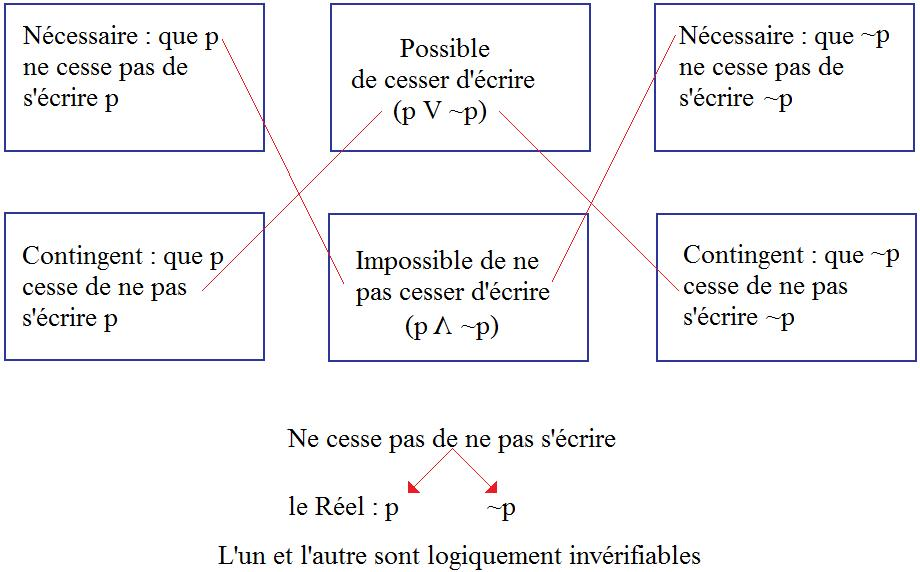 Nécessaire : que p
ne cesse pas de
s'écrire p
Possible
de cesser d'écrire
(p V ~p)
Nécessaire : que ~p
ne cesse pas de
s'écrire ~p
Contingent : que p
cesse de ne pas
s'écrire p
Impossible de ne
pas cesser d'écrire
(p Λ ~p)
Contingent : que ~p
cesse de ne pas
s'écrire ~p
Ne cesse pas de ne pas s'écrire
le Réel : p ~p
L'un et l'autre sont logiquement invérifiables